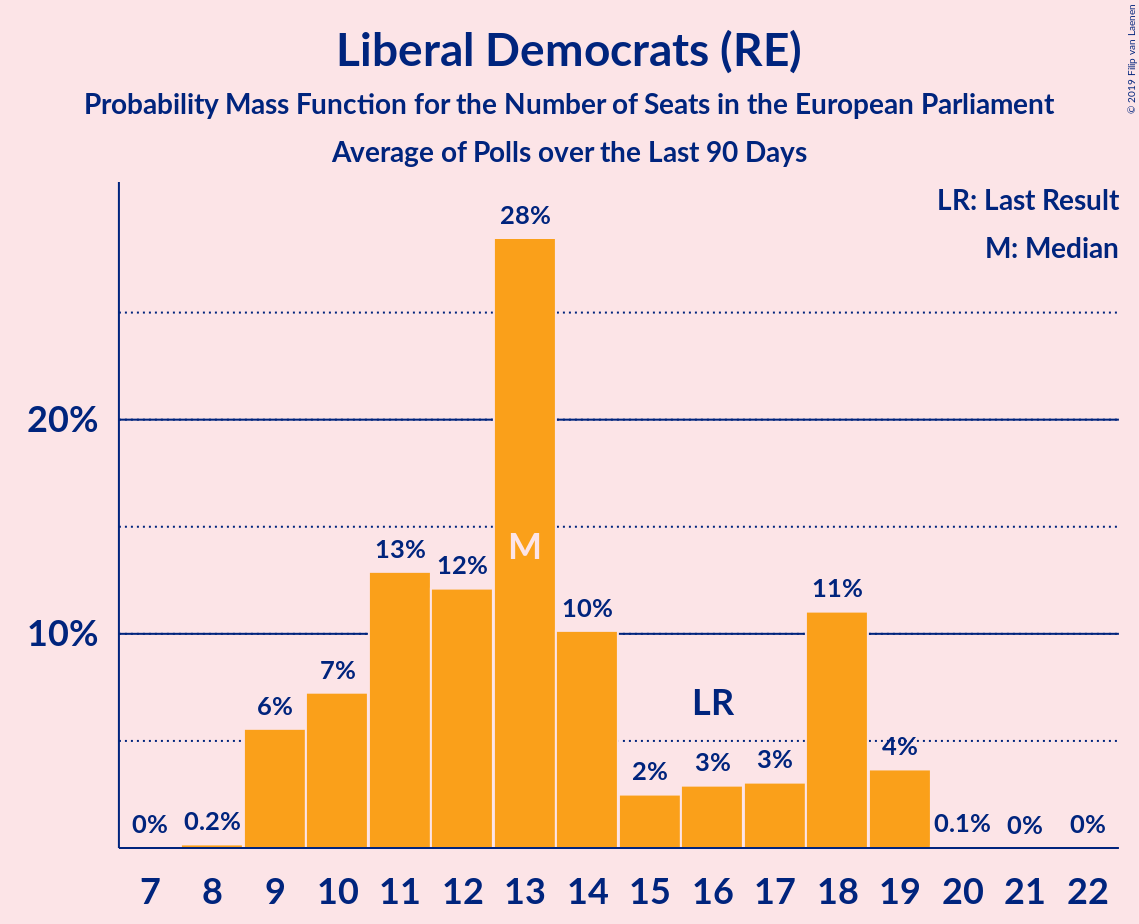 Liberal Democrats (RE)
Probability Mass Function for the Number of Seats in the European Parliament
Average of Polls over the Last 90 Days
© 2019 Filip van Laenen
LR: Last Result
M: Median
28%
20%
M
13%
12%
11%
10%
10%
LR
7%
6%
4%
3%
3%
2%
0%
0.2%
0.1%
0%
0%
7 8 9 10 11 12 13 14 15 16 17 18 19 20 21 22